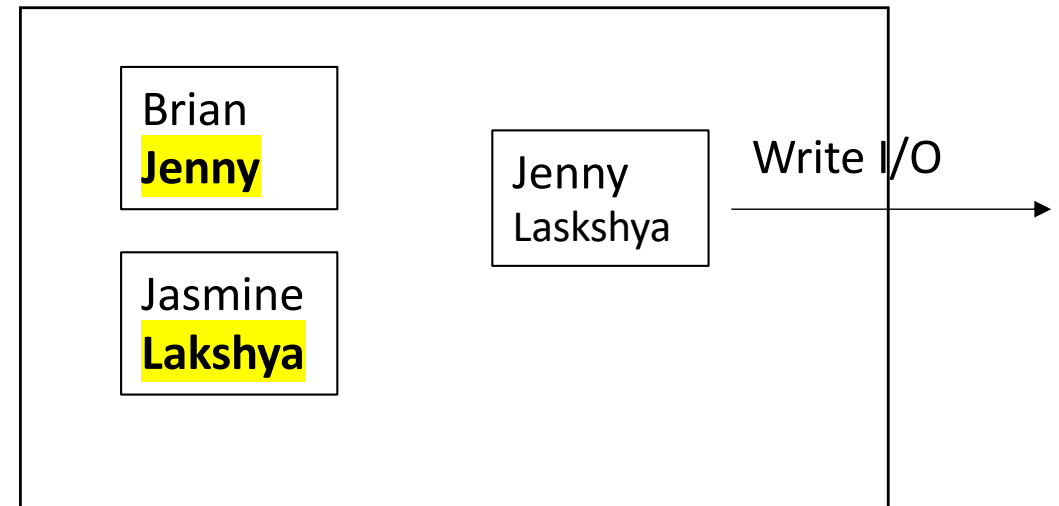 Brian
Jenny
Jasmine
Lakshya
Jenny
Laskshya
Write I/O